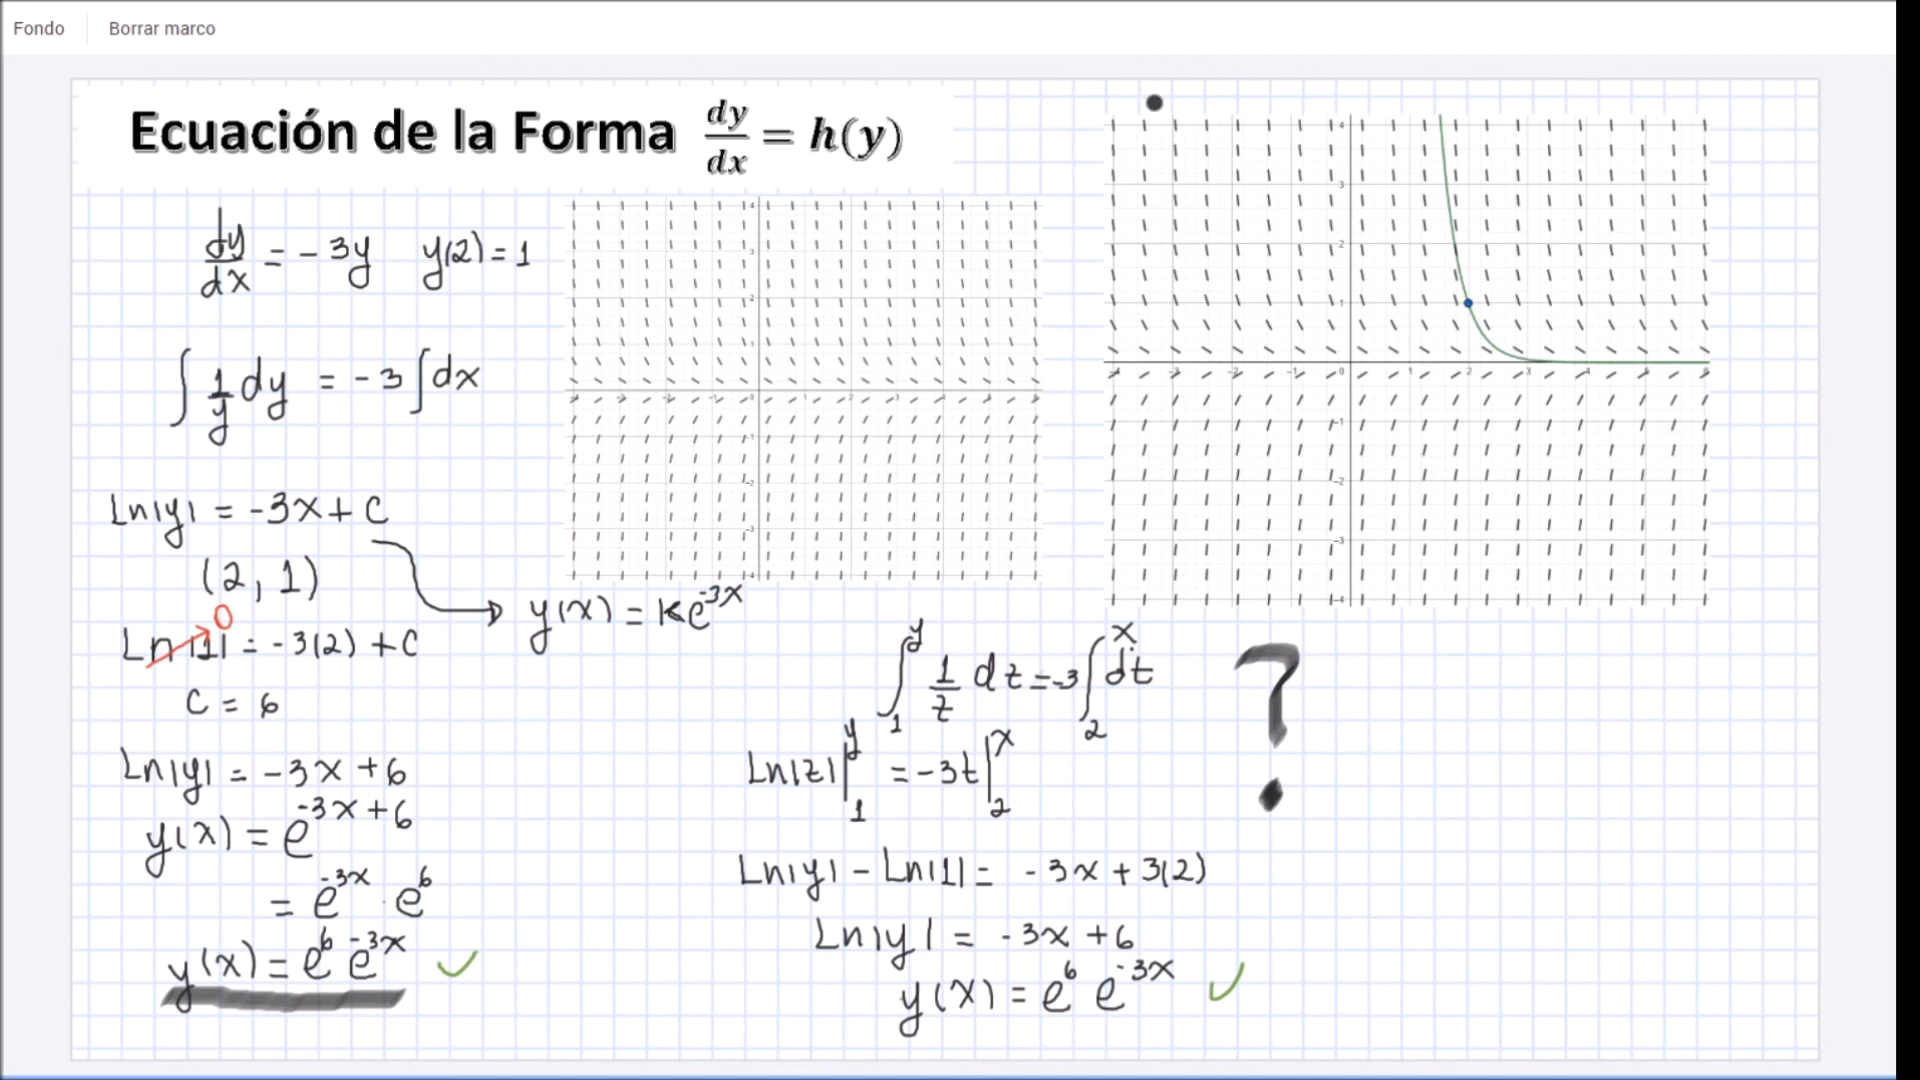 Fondo Borrar marco
Ecuación de la Forma dy/dx = h(y)
dy/dx = -3y y(2) = 1
∫ 1/y dy = -3 ∫ dx
Ln|y| = -3x + C
(2, 1)
y(x) = Ke^{-3x}
Ln|1| = -3(2) + C
0
C = 6
Ln|y| = -3x + 6
y(x) = e^{-3x+6}
= e^{-3x} · e^{6}
y(x) = e^{6} e^{-3x} ✓
∫_1^y 1/z dz = -3 ∫_2^x dt
?
Ln|z| |_1^y = -3t |_2^x
Ln|y| - Ln|1| = -3x + 3(2)
Ln|y| = -3x + 6
y(x) = e^{6} e^{-3x} ✓